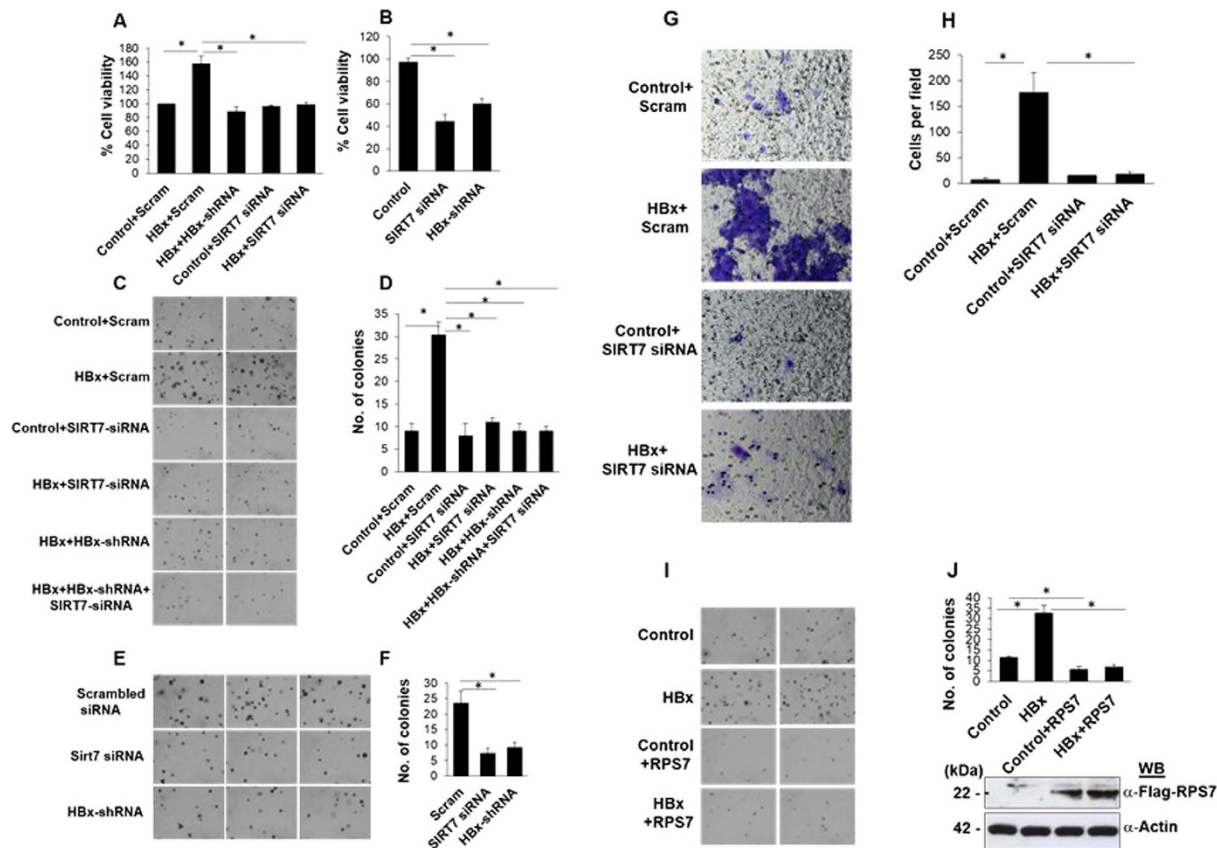 A
% Cell viability
180
160
140
120
100
80
60
40
20
0
* * *
Control+Scram
HBx+Scram
HBx+HBx-shRNA
Control+SIRT7 siRNA
HBx+SIRT7 siRNA
B
% Cell viability
120
100
80
60
40
20
0
* *
Control
SIRT7 siRNA
HBx-shRNA
C
Control+Scram
HBx+Scram
Control+SIRT7-siRNA
HBx+SIRT7-siRNA
HBx+HBx-shRNA
HBx+HBx-shRNA+
SIRT7-siRNA
D
No. of colonies
35
30
25
20
15
10
5
0
* * * * *
Control+Scram
HBx+Scram
Control+SIRT7 siRNA
HBx+SIRT7 siRNA
HBx+HBx-shRNA
HBx+HBx-shRNA+SIRT7 siRNA
E
Scrambled
siRNA
Sirt7 siRNA
HBx-shRNA
F
No. of colonies
30
25
20
15
10
5
0
* *
Scram
SIRT7 siRNA
HBx-shRNA
G
Control+
Scram
HBx+
Scram
Control+
SIRT7 siRNA
HBx+
SIRT7 siRNA
H
Cells per field
250
200
150
100
50
0
* *
Control+Scram
HBx+Scram
Control+SIRT7 siRNA
HBx+SIRT7 siRNA
I
Control
HBx
Control
+RPS7
HBx
+RPS7
J
No. of colonies
40
35
30
25
20
15
10
5
0
* * *
Control
HBx
Control+RPS7
HBx+RPS7
(kDa)
WB
22 -
α-Flag-RPS7
42 -
α-Actin